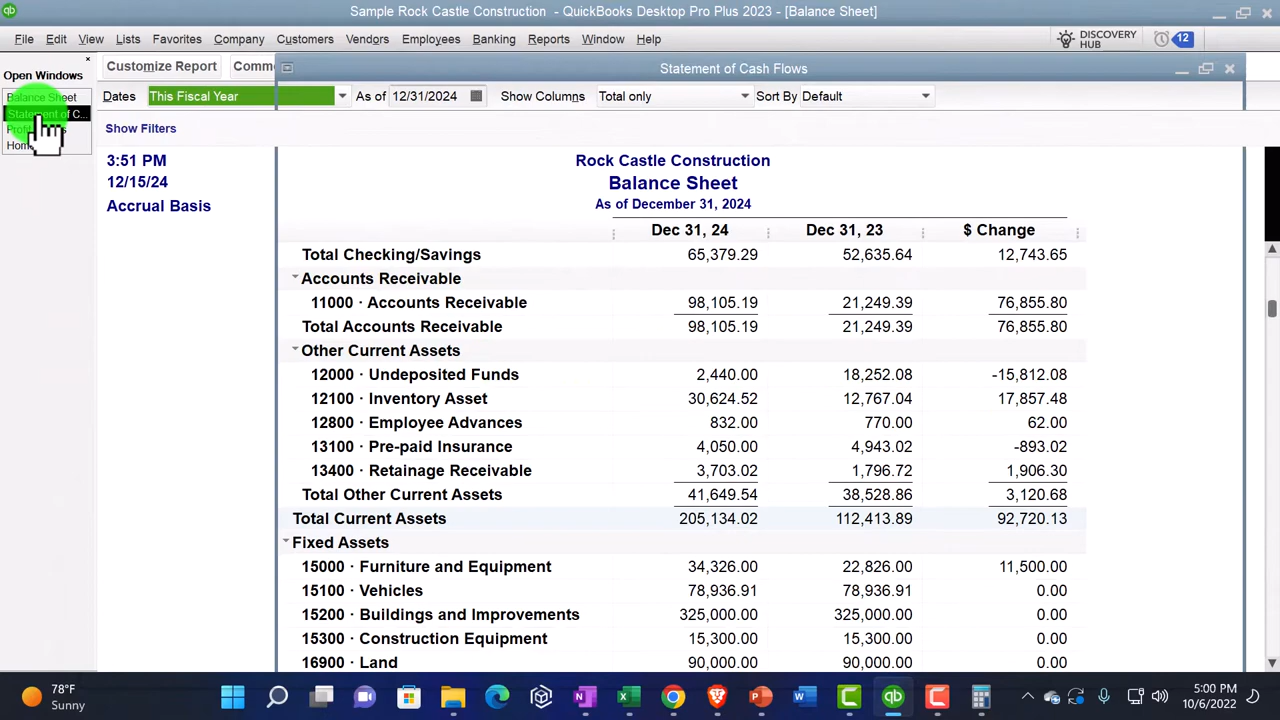 Sample Rock Castle Construction - QuickBooks Desktop Pro Plus 2023 - [Balance Sheet]
File Edit View Lists Favorites Company Customers Vendors Employees Banking Reports Window Help
DISCOVERY HUB 12
Open Windows
Customize Report
Statement of Cash Flows
Balance Sheet
Statement of C...
Dates This Fiscal Year As of 12/31/2024 Show Columns Total only Sort By Default
Show Filters
3:51 PM
12/15/24
Accrual Basis
Rock Castle Construction
Balance Sheet
As of December 31, 2024
Dec 31, 24 Dec 31, 23 $ Change
Total Checking/Savings 65,379.29 52,635.64 12,743.65
Accounts Receivable
11000 · Accounts Receivable 98,105.19 21,249.39 76,855.80
Total Accounts Receivable 98,105.19 21,249.39 76,855.80
Other Current Assets
12000 · Undeposited Funds 2,440.00 18,252.08 -15,812.08
12100 · Inventory Asset 30,624.52 12,767.04 17,857.48
12800 · Employee Advances 832.00 770.00 62.00
13100 · Pre-paid Insurance 4,050.00 4,943.02 -893.02
13400 · Retainage Receivable 3,703.02 1,796.72 1,906.30
Total Other Current Assets 41,649.54 38,528.86 3,120.68
Total Current Assets 205,134.02 112,413.89 92,720.13
Fixed Assets
15000 · Furniture and Equipment 34,326.00 22,826.00 11,500.00
15100 · Vehicles 78,936.91 78,936.91 0.00
15200 · Buildings and Improvements 325,000.00 325,000.00 0.00
15300 · Construction Equipment 15,300.00 15,300.00 0.00
16900 · Land 90,000.00 90,000.00 0.00
78°F
Sunny
5:00 PM
10/6/2022